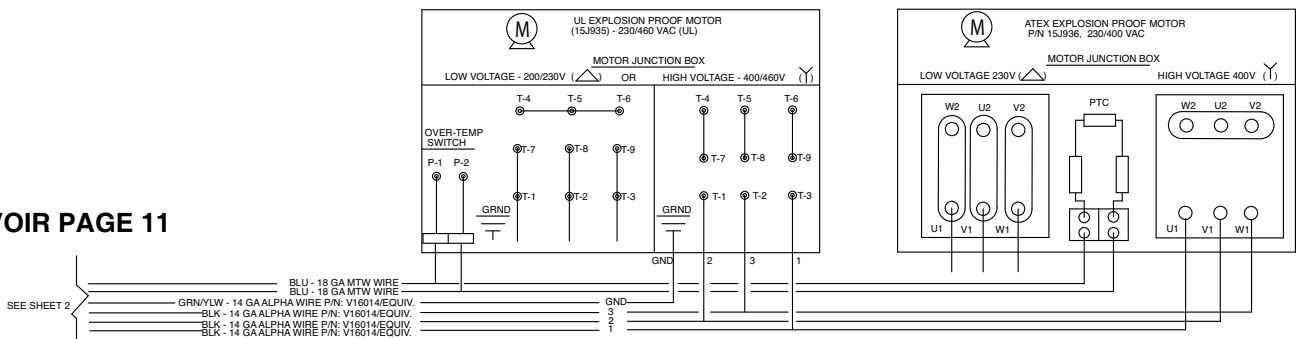 UL EXPLOSION PROOF MOTOR
(15J935) - 230/460 VAC (UL)
M
MOTOR JUNCTION BOX
LOW VOLTAGE - 200/230V ( ) OR HIGH VOLTAGE - 400/460V ( )
T-4 T-5 T-6
T-4 T-5 T-6
OVER-TEMP
SWITCH
P-1 P-2
T-7 T-8 T-9
T-7 T-8 T-9
T-1 T-2 T-3
T-1 T-2 T-3
GRND
GRND
GND 2 3 1
ATEX EXPLOSION PROOF MOTOR
P/N 15J936, 230/400 VAC
M
MOTOR JUNCTION BOX
LOW VOLTAGE 230V ( ) HIGH VOLTAGE 400V ( )
W2 U2 V2
PTC
W2 U2 V2
U1 V1 W1
U1 V1 W1
VOIR PAGE 11
SEE SHEET 2
BLU - 18 GA MTW WIRE
BLU - 18 GA MTW WIRE
GRN/YLW - 14 GA ALPHA WIRE P/N: V16014/EQUIV. GND
BLK - 14 GA ALPHA WIRE P/N: V16014/EQUIV. 3
BLK - 14 GA ALPHA WIRE P/N: V16014/EQUIV. 2
BLK - 14 GA ALPHA WIRE P/N: V16014/EQUIV. 1